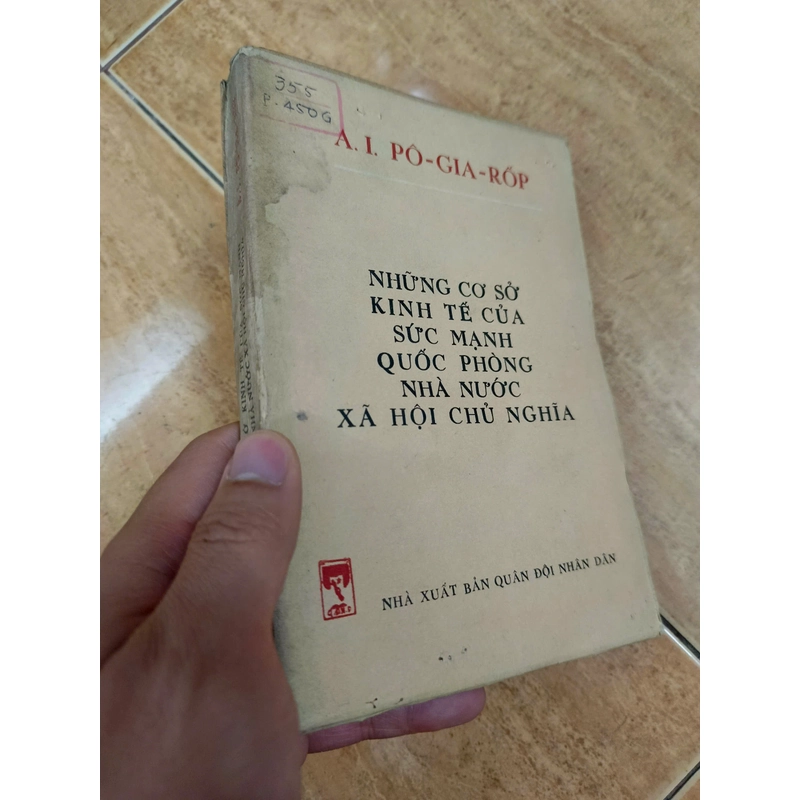 355
P.450G
A. I. PÔ-GIA-RỐP
NHỮNG CƠ SỞ
KINH TẾ CỦA
SỨC MẠNH
QUỐC PHÒNG
NHÀ NƯỚC
XÃ HỘI CHỦ NGHĨA
NHÀ XUẤT BẢN QUÂN ĐỘI NHÂN DÂN